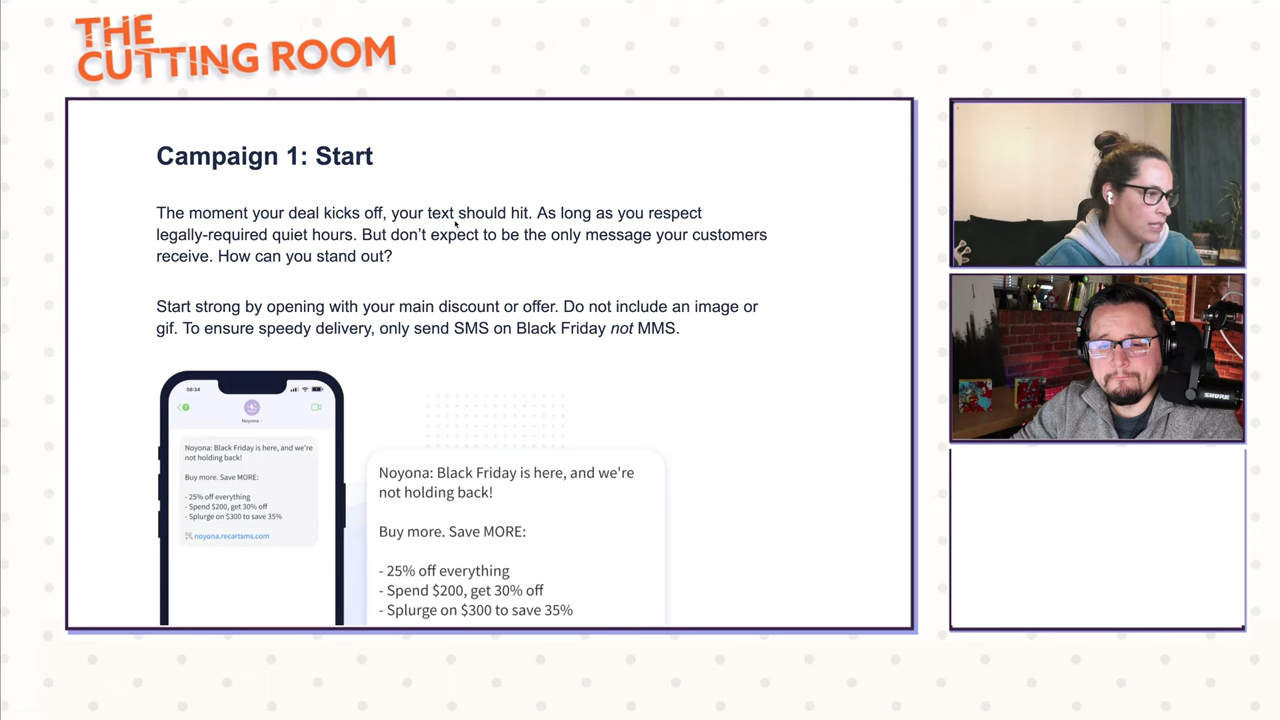 THE
CUTTING ROOM
Campaign 1: Start
The moment your deal kicks off, your text should hit. As long as you respect
legally-required quiet hours. But don’t expect to be the only message your customers
receive. How can you stand out?
Start strong by opening with your main discount or offer. Do not include an image or
gif. To ensure speedy delivery, only send SMS on Black Friday not MMS.
08:34
Noyona
Noyona: Black Friday is here, and we're
not holding back!
Buy more. Save MORE:
- 25% off everything
- Spend $200, get 30% off
- Splurge on $300 to save 35%
noyona.recartsms.com
Noyona: Black Friday is here, and we're
not holding back!
Buy more. Save MORE:
- 25% off everything
- Spend $200, get 30% off
- Splurge on $300 to save 35%
SHURE